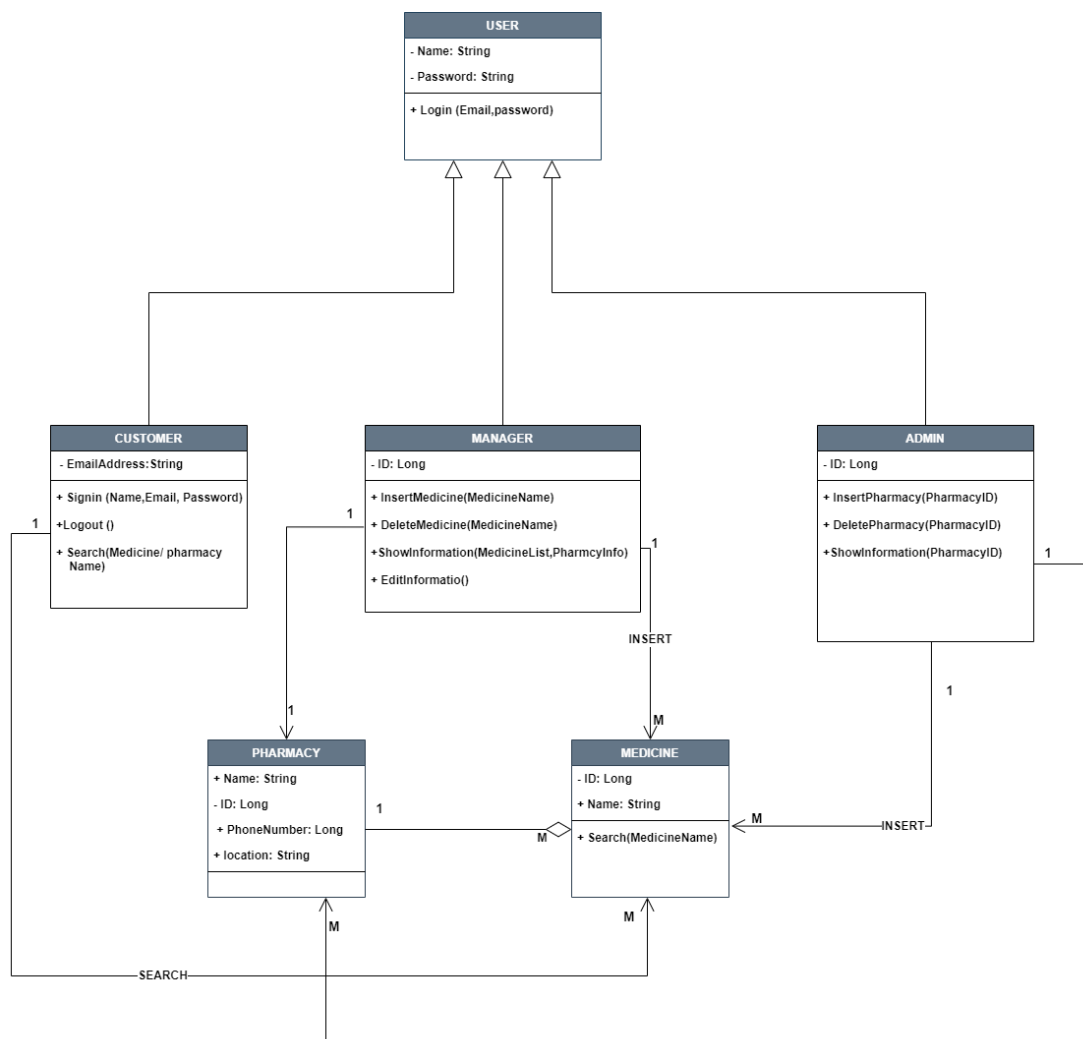 USER
- Name: String
- Password: String
+ Login (Email,password)
CUSTOMER
- EmailAddress:String
+ Signin (Name,Email, Password)
+Logout ()
+ Search(Medicine/ pharmacy
Name)
MANAGER
- ID: Long
+ InsertMedicine(MedicineName)
+ DeleteMedicine(MedicineName)
+ShowInformation(MedicineList,PharmcyInfo)
+ EditInformatio()
ADMIN
- ID: Long
+ InsertPharmacy(PharmacyID)
+ DeletePharmacy(PharmacyID)
+ShowInformation(PharmacyID)
1
1
1
1
INSERT
1
1
M
PHARMACY
+ Name: String
- ID: Long
+ PhoneNumber: Long
+ location: String
1
M
MEDICINE
- ID: Long
+ Name: String
+ Search(MedicineName)
M
INSERT
M
M
SEARCH